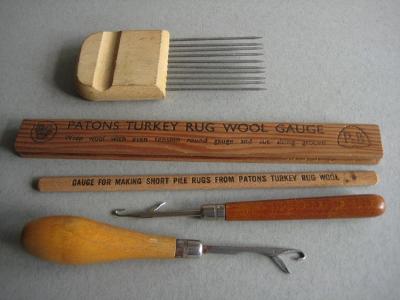 PATONS TURKEY RUG WOOL GAUGE
Wrap wool with even tension round gauge and cut along groove
P&B
GAUGE FOR MAKING SHORT PILE RUGS FROM PATONS TURKEY RUG WOOL